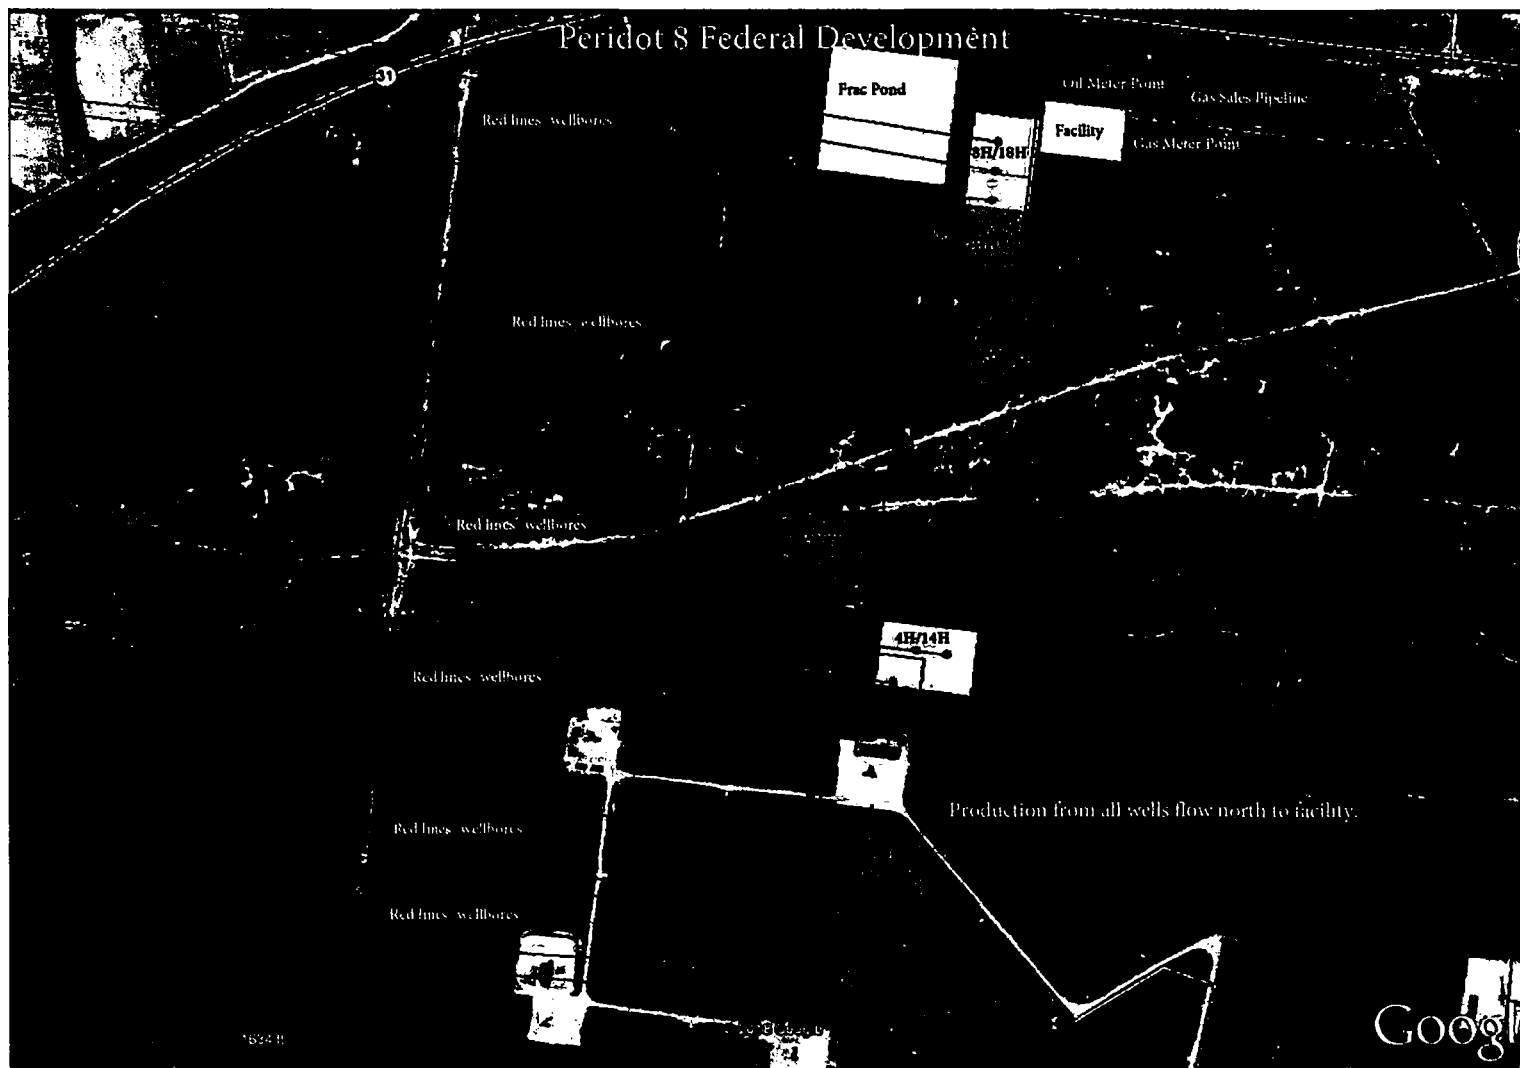 Peridot 8 Federal Development
31
Frac Pond
Oil Meter Point
Gas Sales Pipeline
Red lines: wellbores
Facility
Gas Meter Point
8H/18H
Red lines: wellbores
Red lines: wellbores
4H/14H
Red lines: wellbores
Production from all wells flow north to facility.
Red lines: wellbores
Red lines: wellbores
Googl